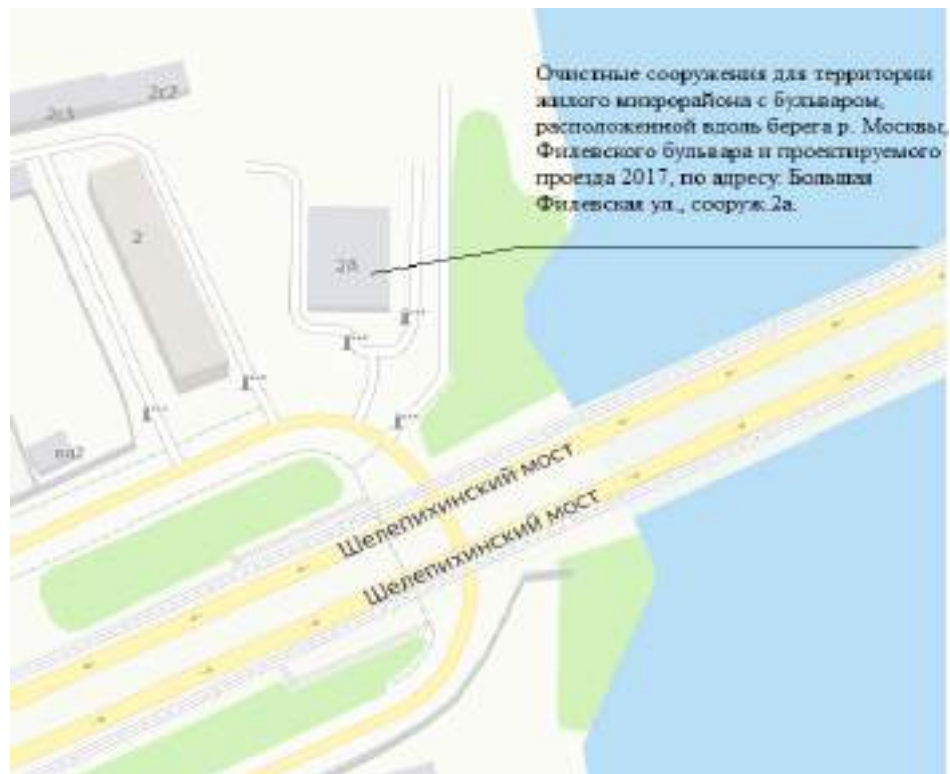 Очистные сооружения для территории
жилого микрорайона с бульваром,
расположенной вдоль берега р. Москвы,
Филевского бульвара и проектируемого
проезда 2017, по адресу: Большая
Филевская ул., сооруж.2а.
2с1
2с2
2
2А
Шелепихинский мост
Шелепихинский мост